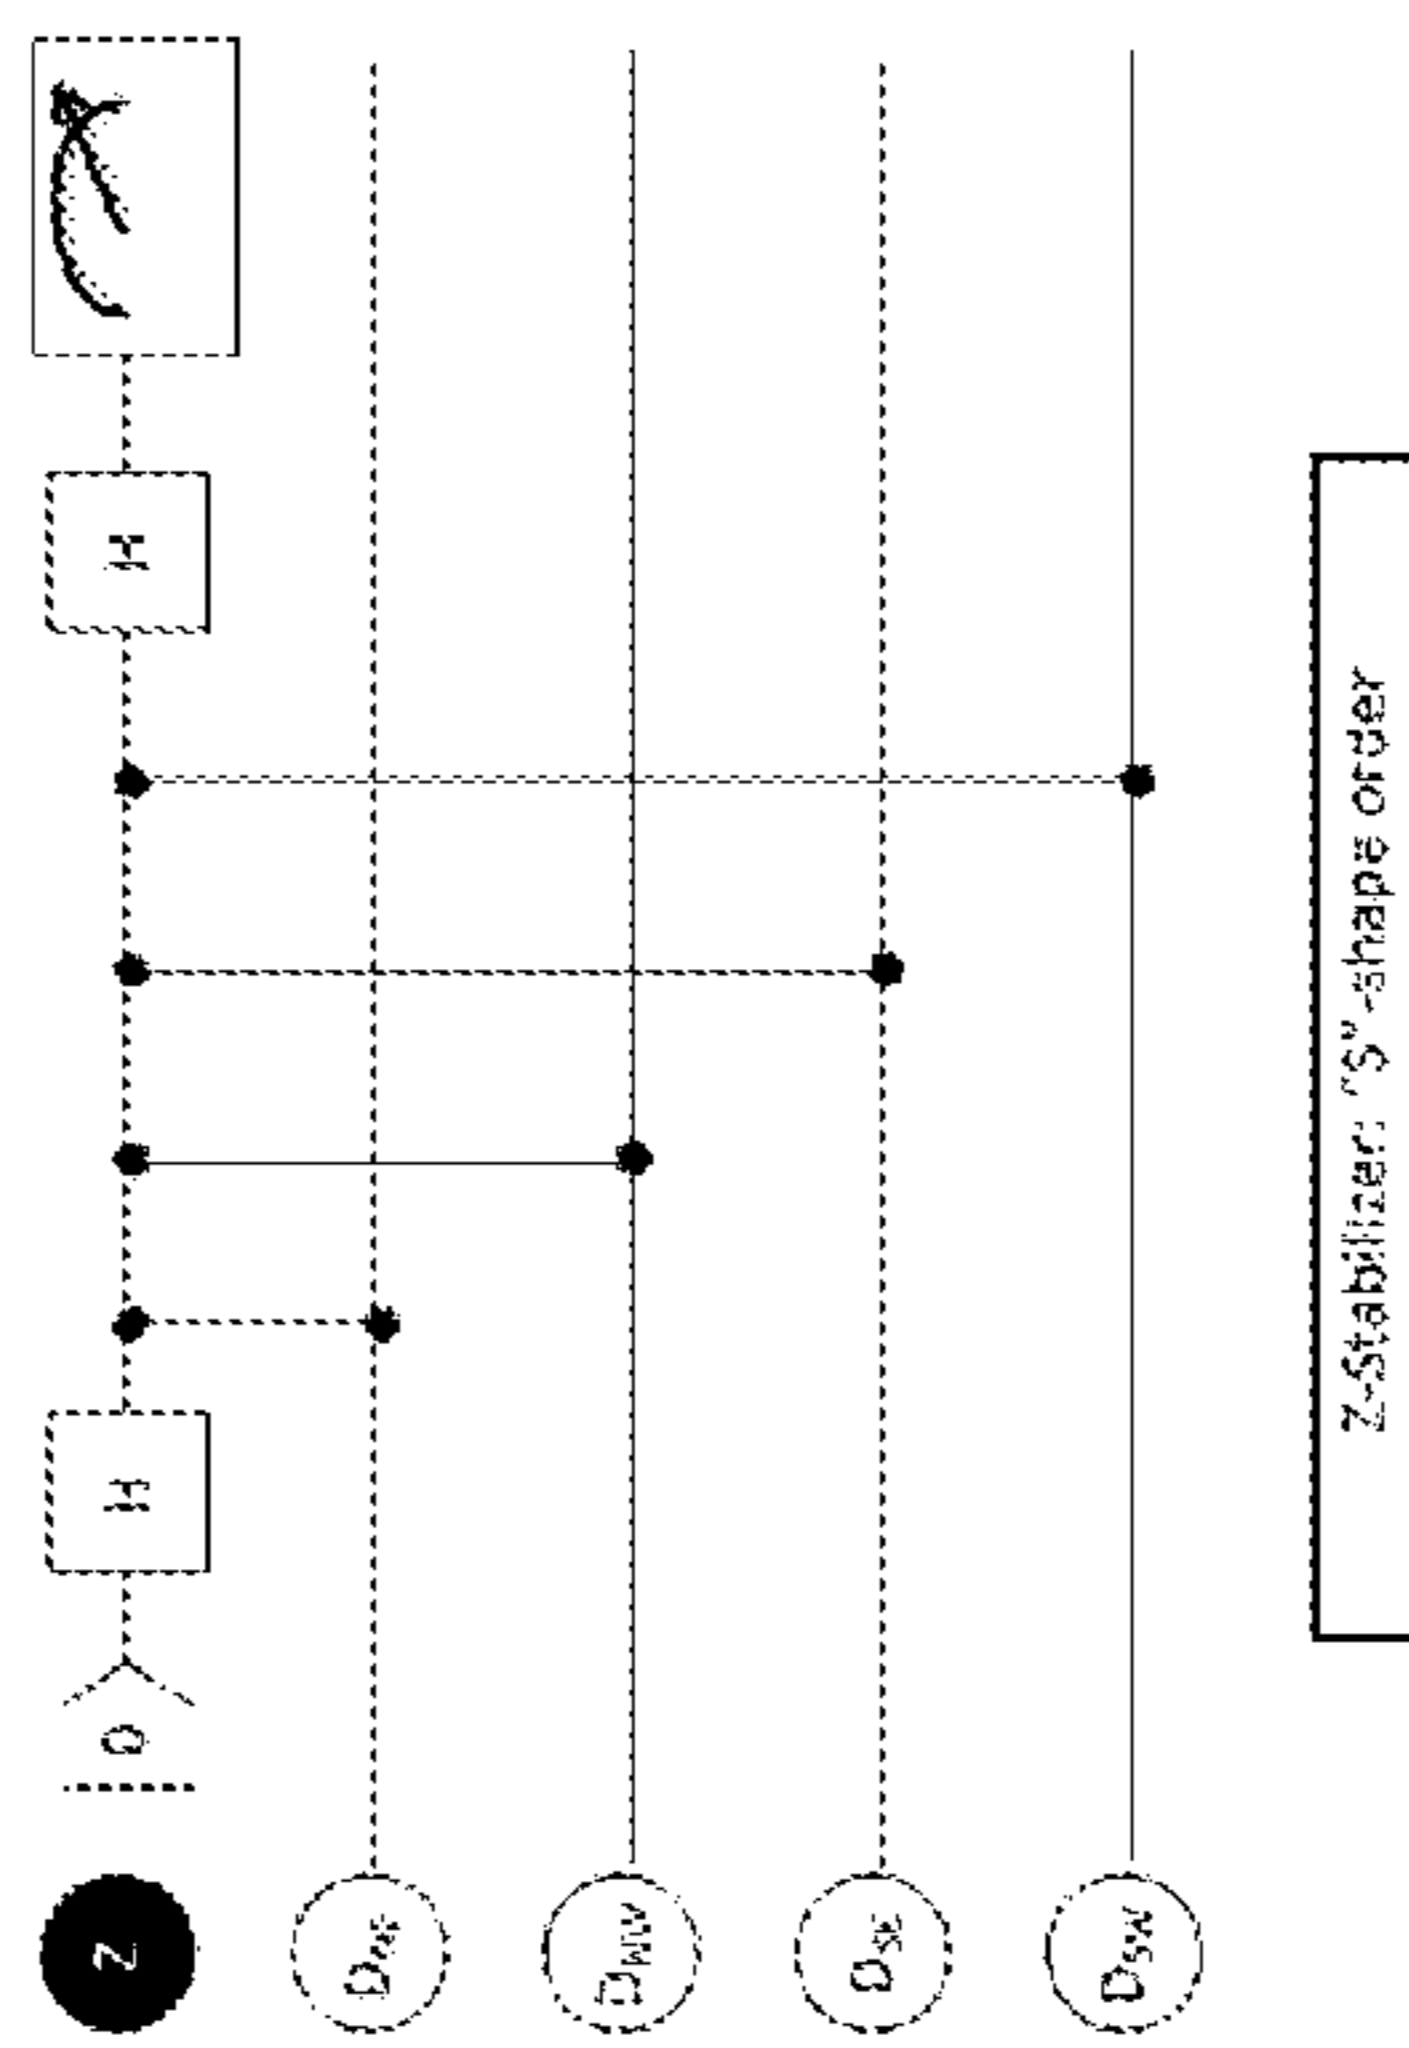 Z
|0⟩
H
H
D_NE
D_NW
D_SE
D_SW
Z-Stabilizer: "S"-shape order